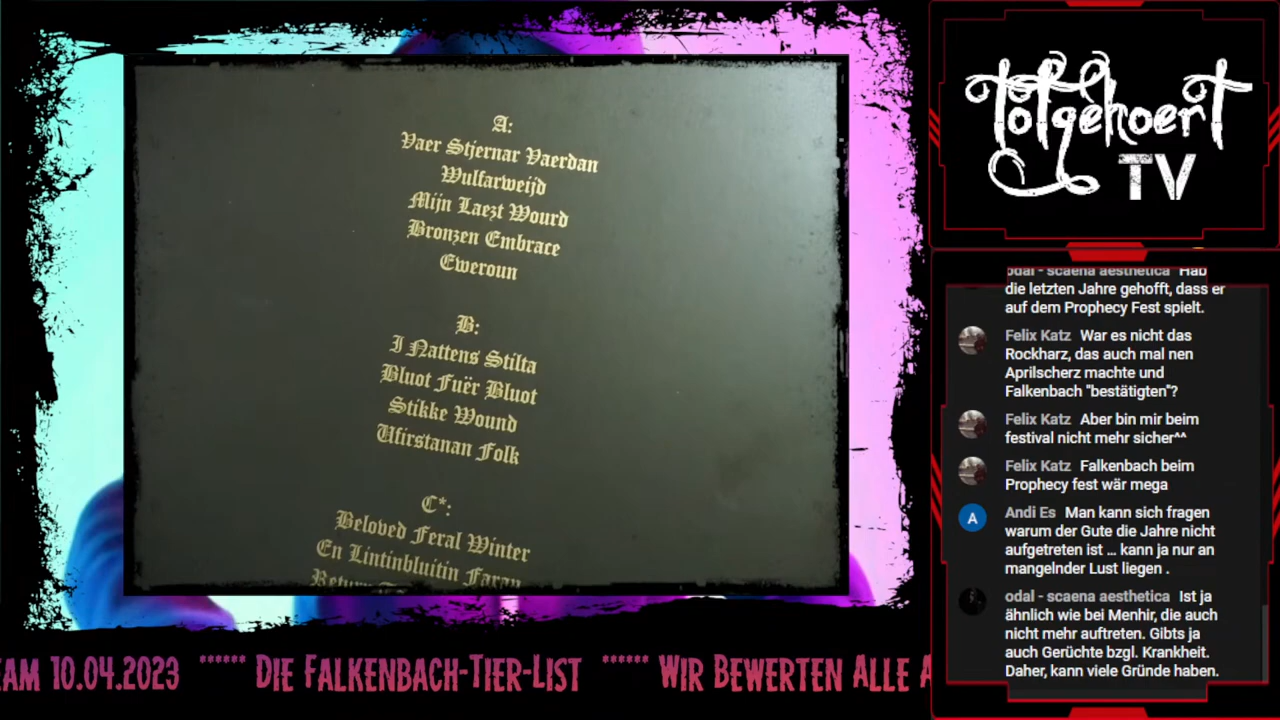 A:
Vaer Stjernar Vaerdan
Wulfarweijd
Mijn Laezt Wourd
Bronzen Embrace
Eweroun
B:
I Nattens Stilta
Bluot Fuër Bluot
Stikke Wound
Ufirstanan Folk
C*:
Beloved Feral Winter
En Lintinbluitin Faran
Return
totgehoert
TV
odal - scaena aesthetica Hab
die letzten Jahre gehofft, dass er
auf dem Prophecy Fest spielt.
Felix Katz War es nicht das
Rockharz, das auch mal nen
Aprilscherz machte und
Falkenbach "bestätigten"?
Felix Katz Aber bin mir beim
festival nicht mehr sicher^^
Felix Katz Falkenbach beim
Prophecy fest wär mega
A
Andi Es Man kann sich fragen
warum der Gute die Jahre nicht
aufgetreten ist ... kann ja nur an
mangelnder Lust liegen .
odal - scaena aesthetica Ist ja
ähnlich wie bei Menhir, die auch
nicht mehr auftreten. Gibts ja
auch Gerüchte bzgl. Krankheit.
Daher, kann viele Gründe haben.
EAM 10.04.2023 ****** Die Falkenbach-Tier-List ****** Wir Bewerten Alle A